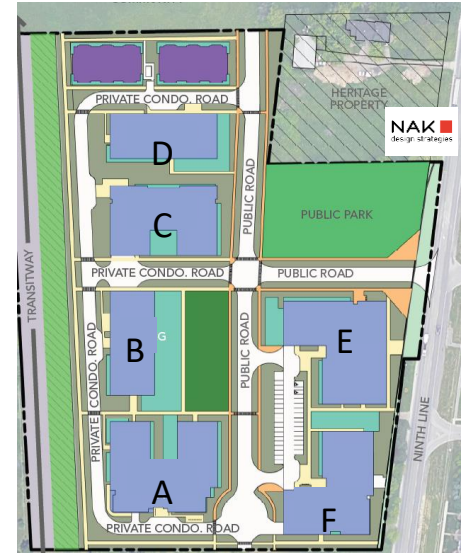 PRIVATE CONDO. ROAD
HERITAGE
PROPERTY
NAK
design strategies
D
PUBLIC ROAD
PUBLIC PARK
C
TRANSITWAY
PRIVATE CONDO. ROAD
PUBLIC ROAD
B
G
E
PUBLIC ROAD
PRIVATE CONDO. ROAD
NINTH LINE
A
F
PRIVATE CONDO. ROAD